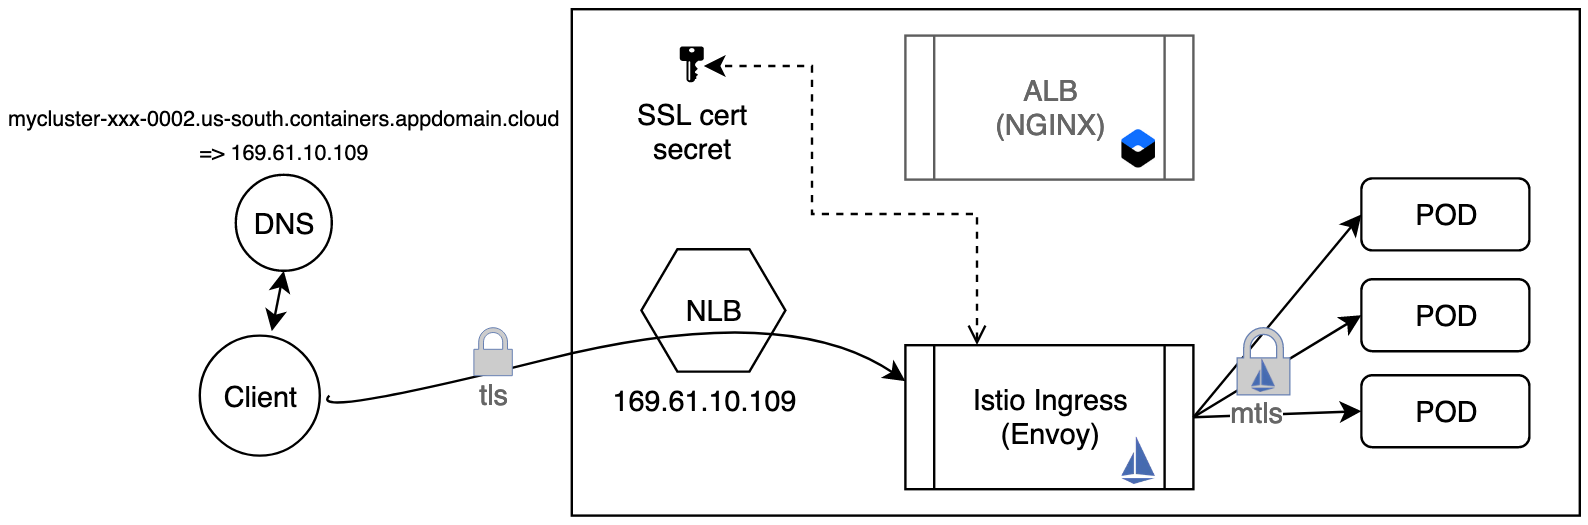 mycluster-xxx-0002.us-south.containers.appdomain.cloud
=> 169.61.10.109
DNS
Client
tls
SSL cert
secret
NLB
169.61.10.109
ALB
(NGINX)
Istio Ingress
(Envoy)
mtls
POD
POD
POD